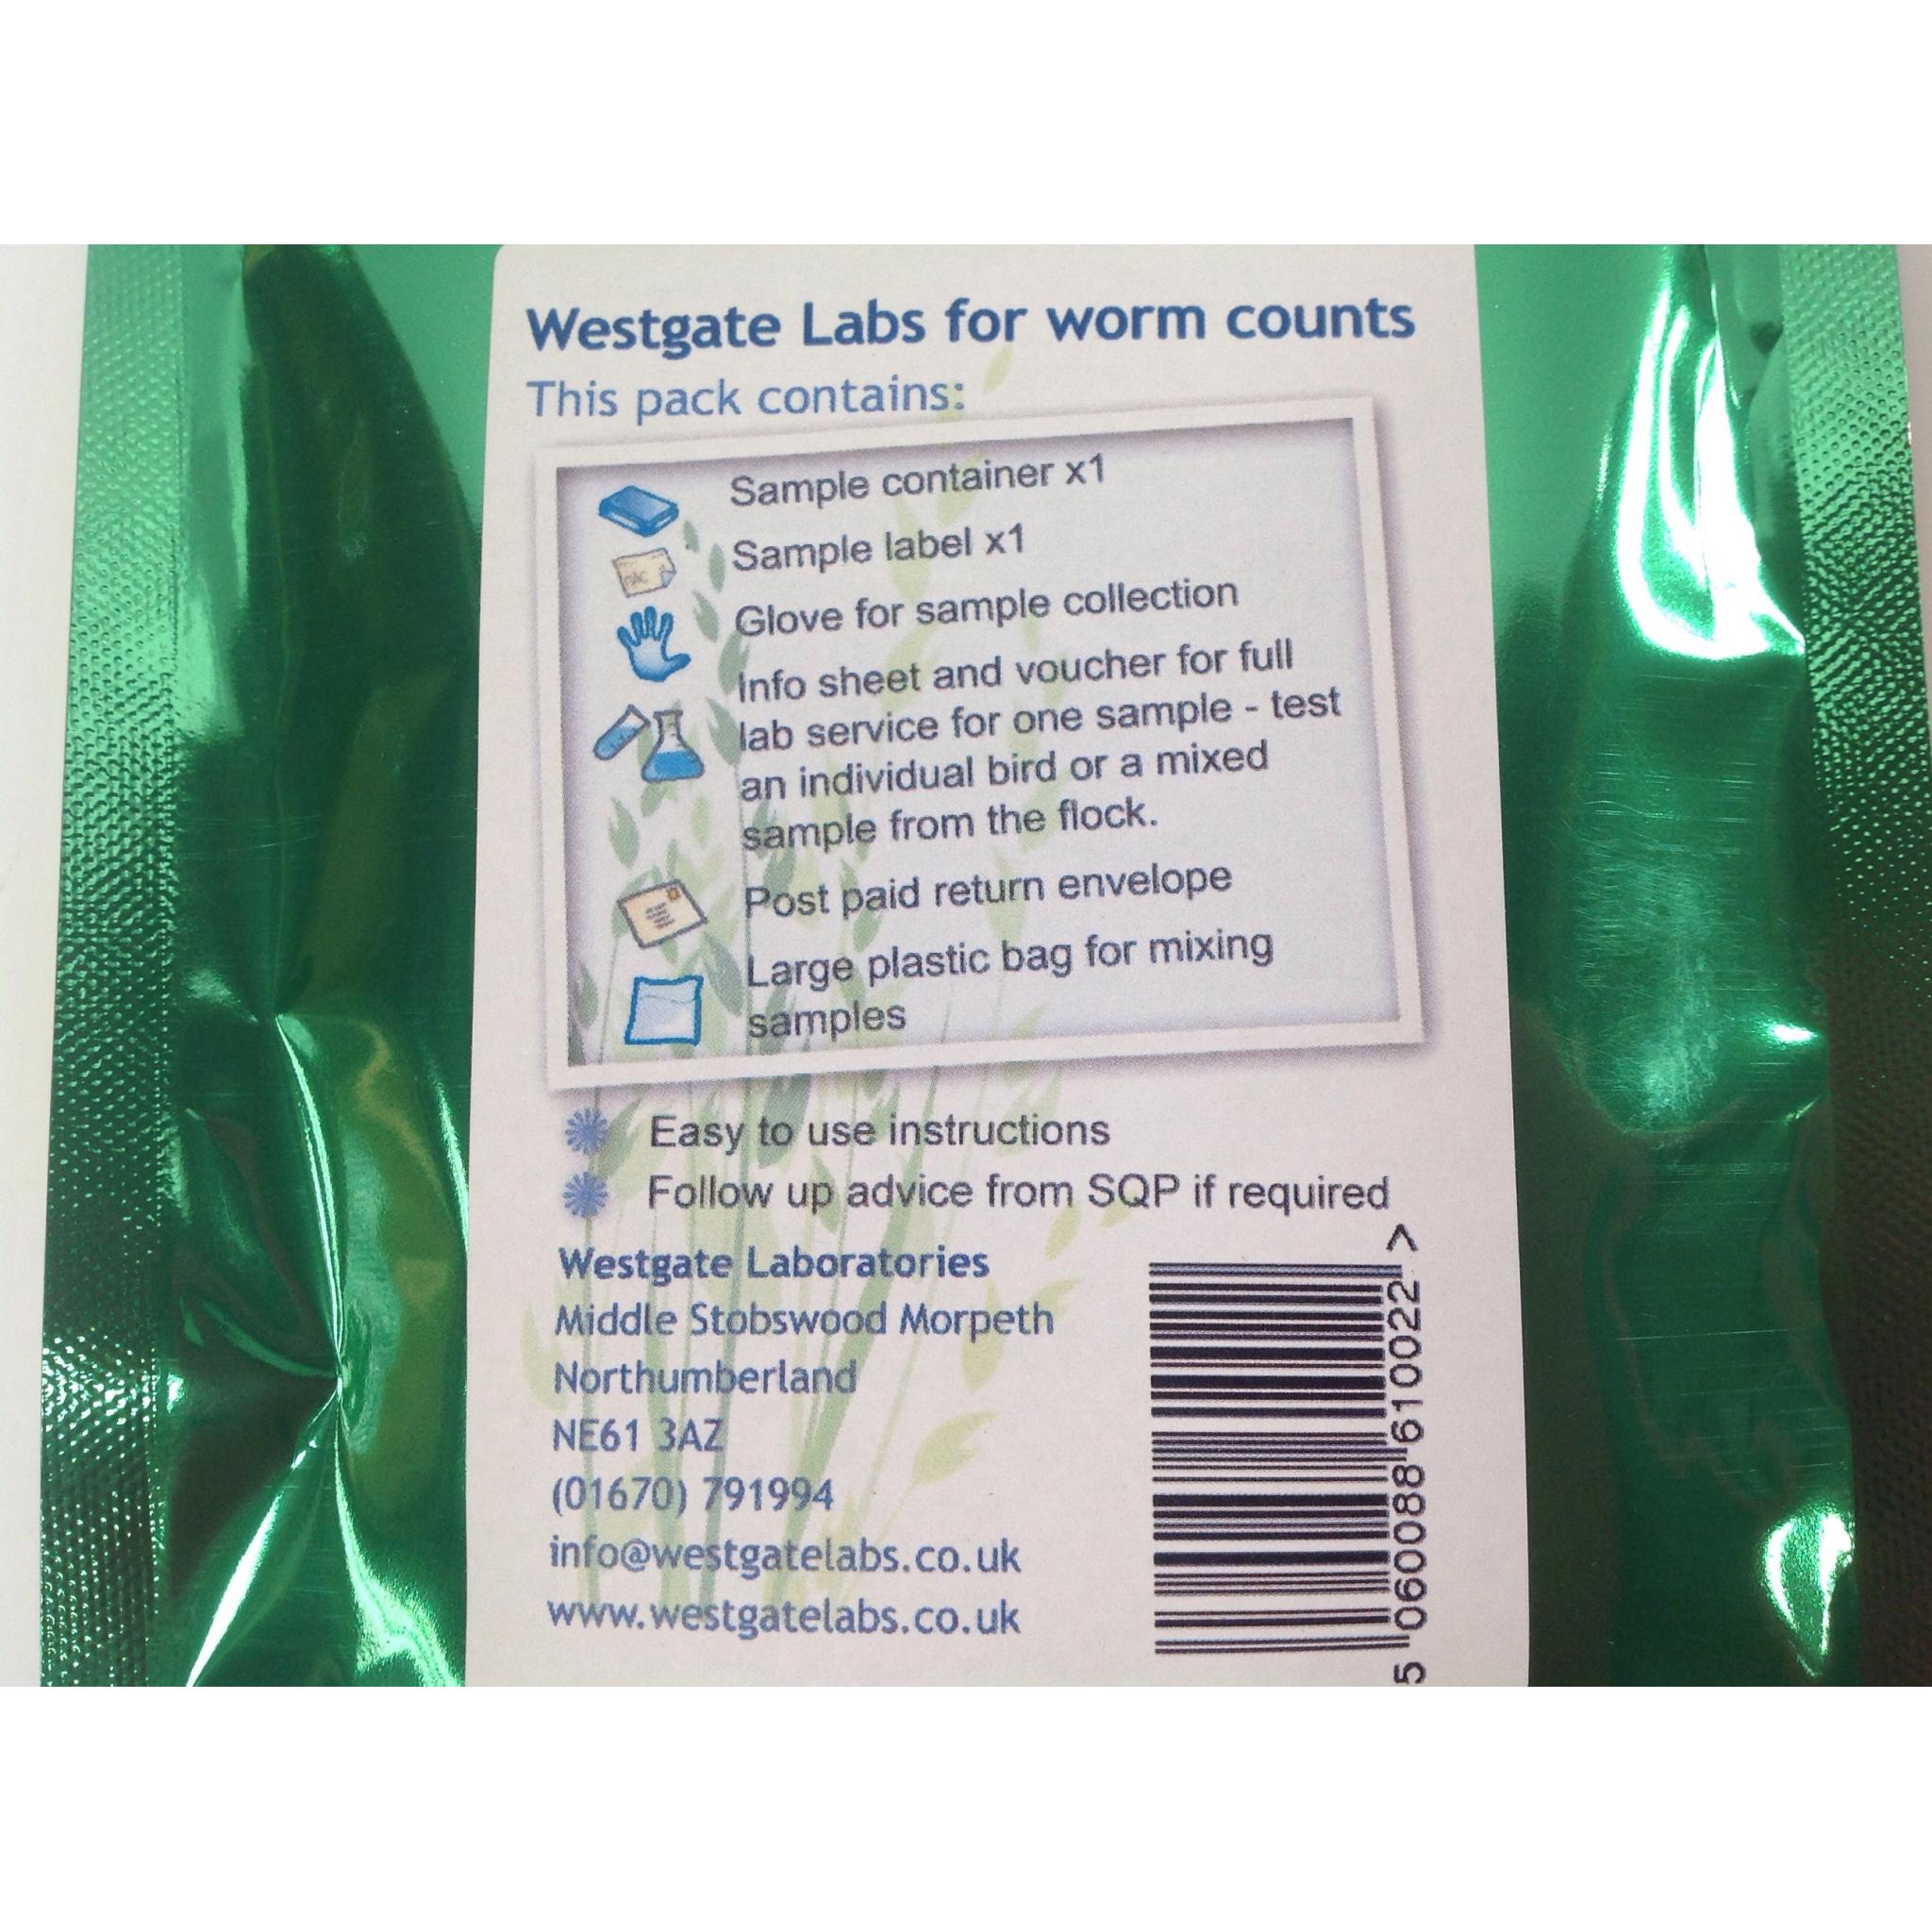 Westgate Labs for worm counts
This pack contains:
Sample container x1
Sample label x1
Glove for sample collection
Info sheet and voucher for full
lab service for one sample - test
an individual bird or a mixed
sample from the flock.
Post paid return envelope
Large plastic bag for mixing
samples
Easy to use instructions
Follow up advice from SQP if required
Westgate Laboratories
Middle Stobswood Morpeth
Northumberland
NE61 3AZ
(01670) 791994
info@westgatelabs.co.uk
www.westgatelabs.co.uk
5 060088 610022 >